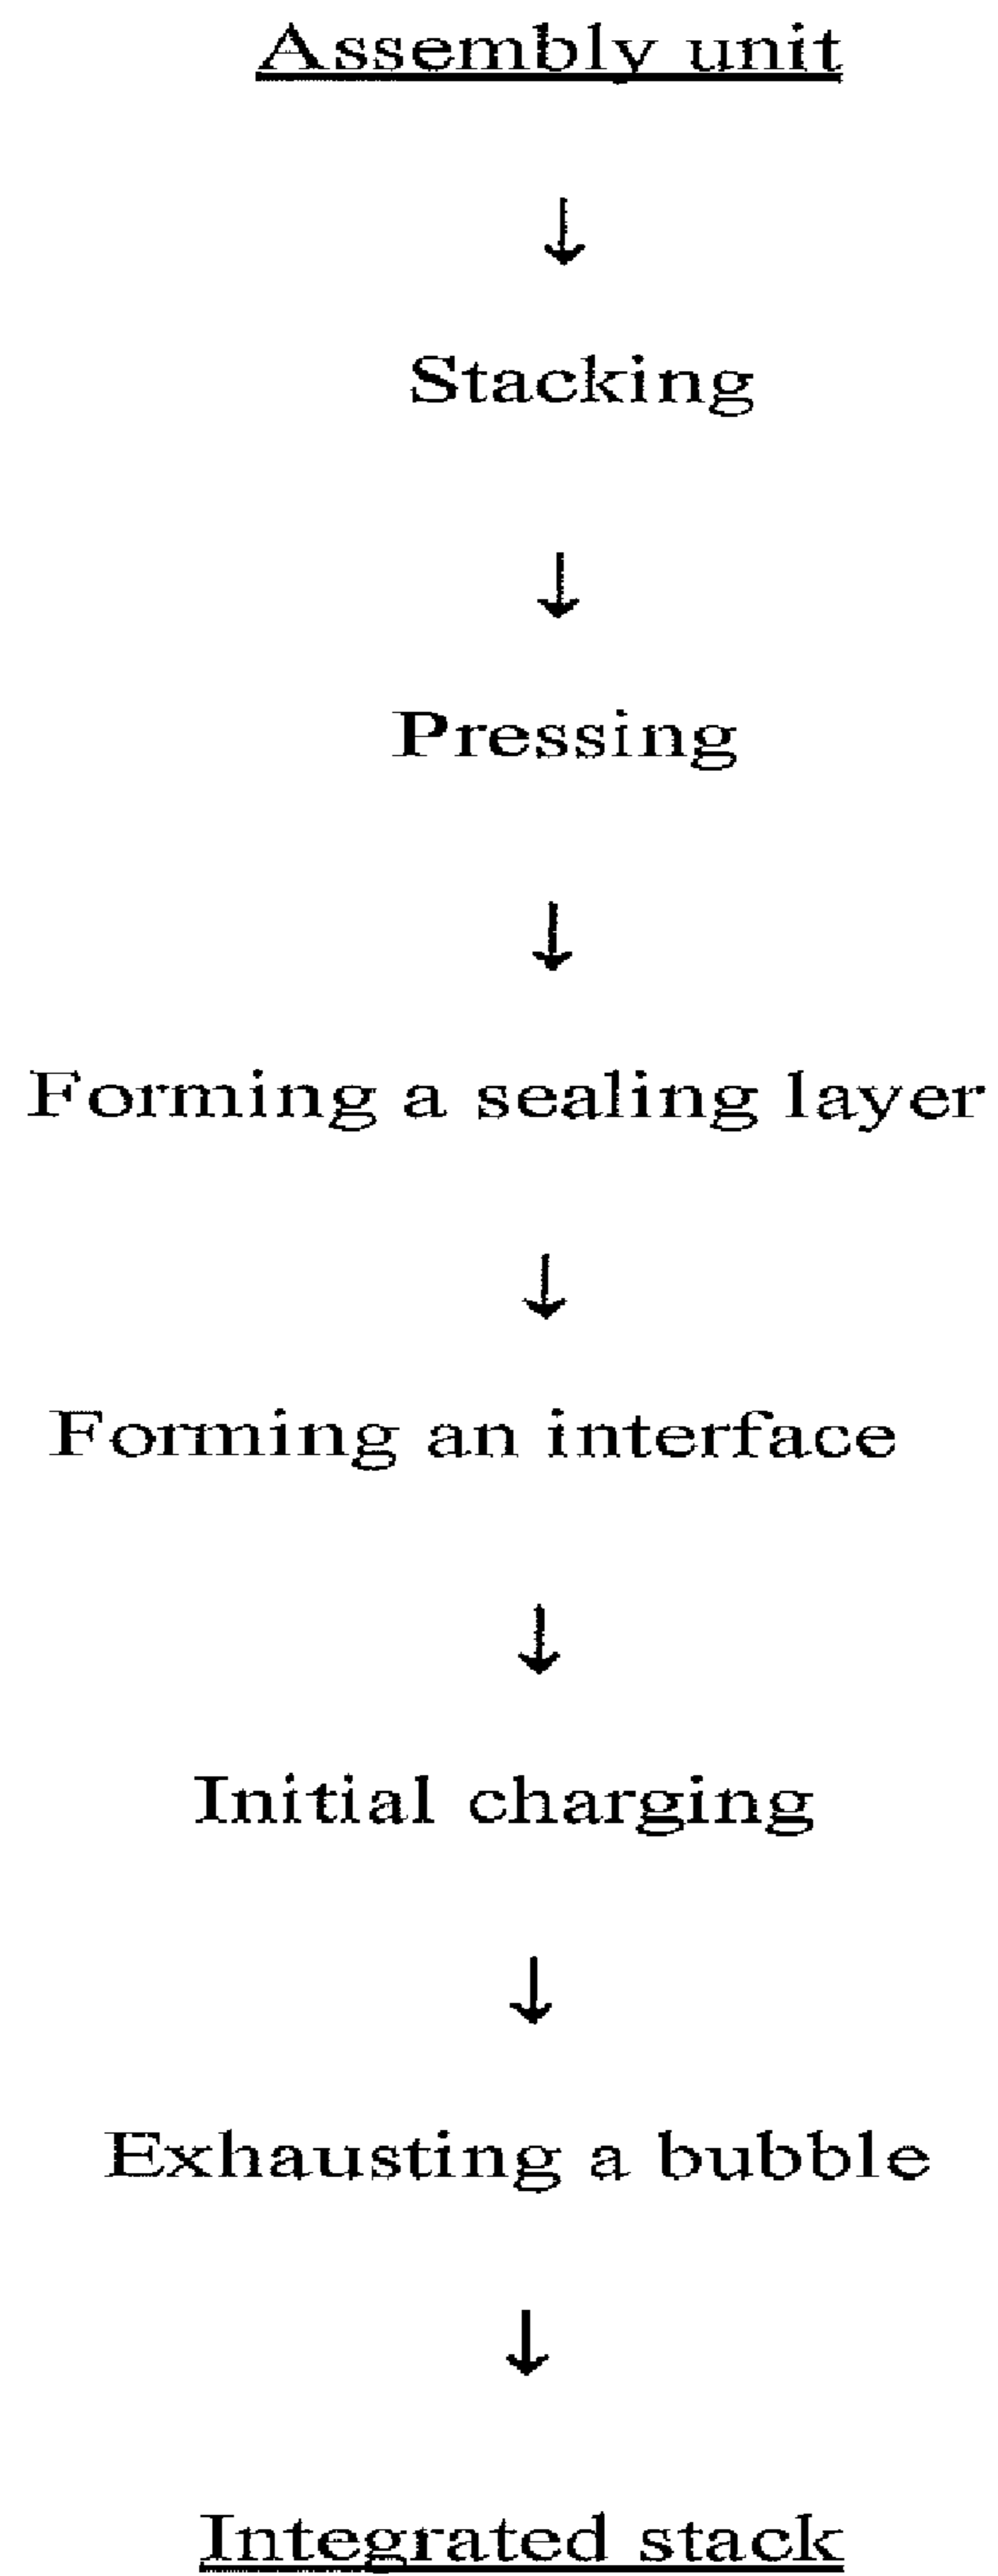 Assembly unit
↓
Stacking
↓
Pressing
↓
Forming a sealing layer
↓
Forming an interface
↓
Initial charging
↓
Exhausting a bubble
↓
Integrated stack